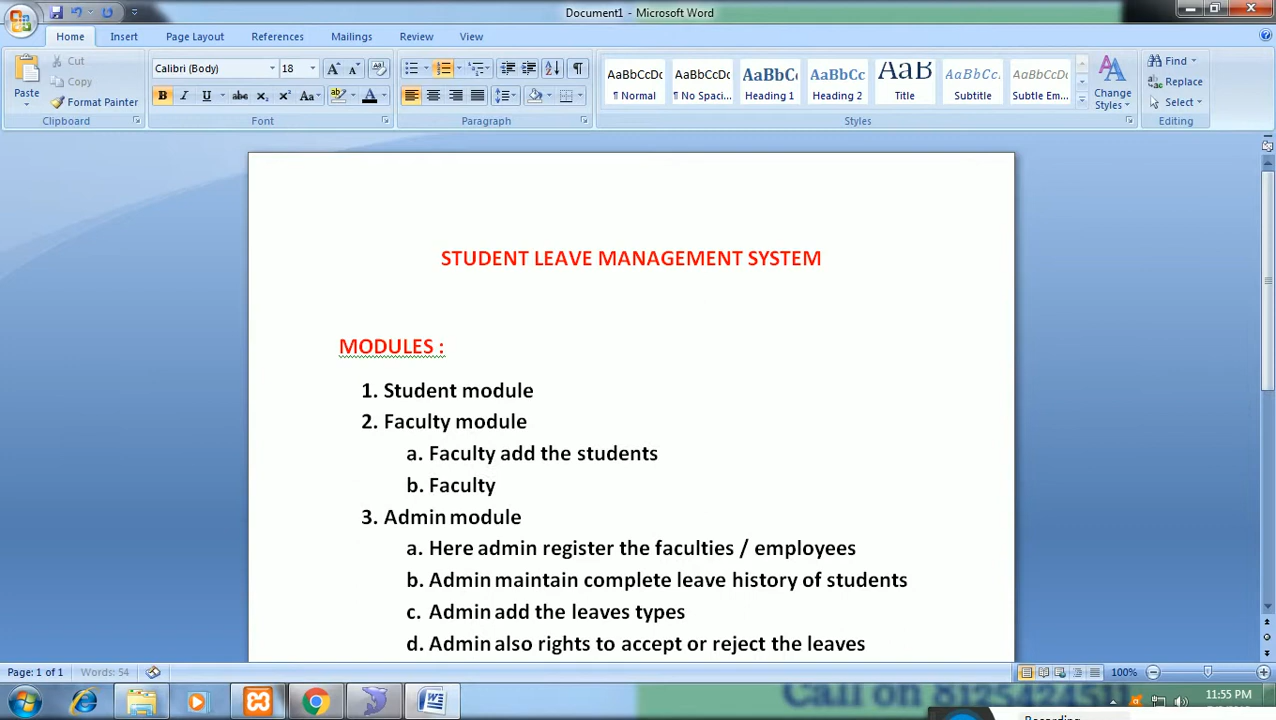 Document1 - Microsoft Word
Home Insert Page Layout References Mailings Review View
Paste
Cut
Copy
Format Painter
Clipboard
Calibri (Body) 18
Font
Paragraph
AaBbCcDc AaBbCcDc AaBbCc AaBbCc AaB AaBbCc. AaBbCcDc
¶ Normal ¶ No Spaci... Heading 1 Heading 2 Title Subtitle Subtle Em...
Change Styles
Styles
Find
Replace
Select
Editing
STUDENT LEAVE MANAGEMENT SYSTEM
MODULES :
1. Student module
2. Faculty module
a. Faculty add the students
b. Faculty
3. Admin module
a. Here admin register the faculties / employees
b. Admin maintain complete leave history of students
c. Admin add the leaves types
d. Admin also rights to accept or reject the leaves
Page: 1 of 1 Words: 54 100%
Call on
11:55 PM
Recording